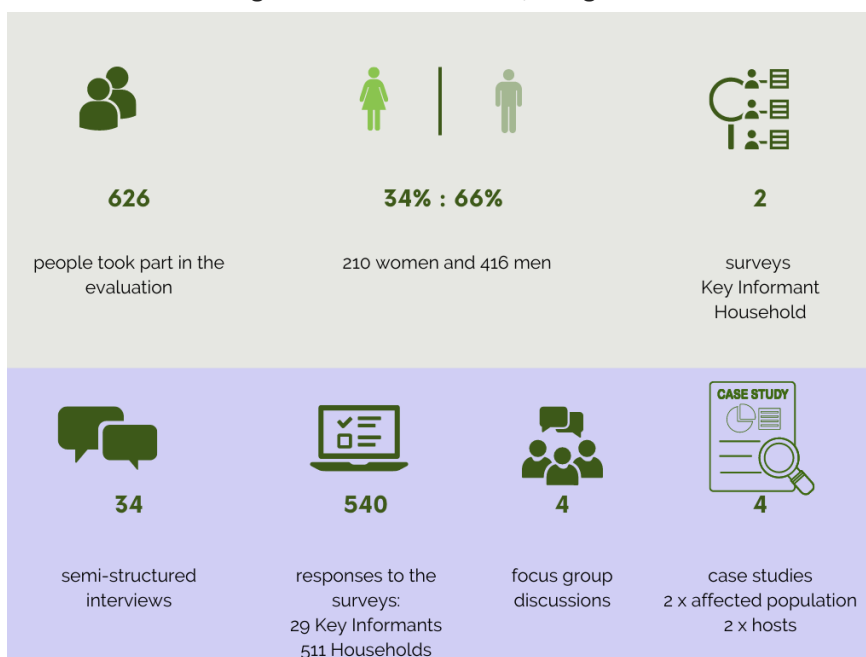 626
people took part in the
evaluation
34% : 66%
210 women and 416 men
2
surveys
Key Informant
Household
34
semi-structured
interviews
540
responses to the
surveys:
29 Key Informants
511 Households
4
focus group
discussions
CASE STUDY
4
case studies
2 x affected population
2 x hosts